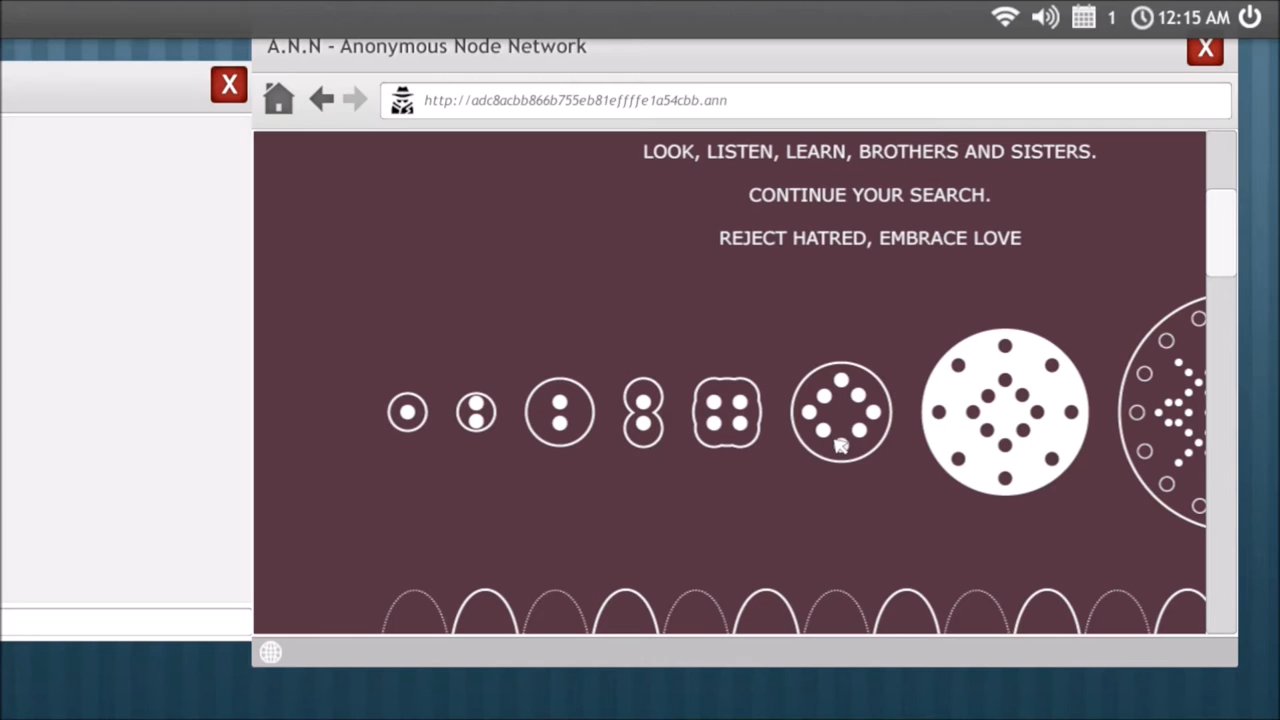 1 12:15 AM
A.N.N - Anonymous Node Network
X
X
http://adc8acbb866b755eb81effffe1a54cbb.ann
LOOK, LISTEN, LEARN, BROTHERS AND SISTERS.
CONTINUE YOUR SEARCH.
REJECT HATRED, EMBRACE LOVE